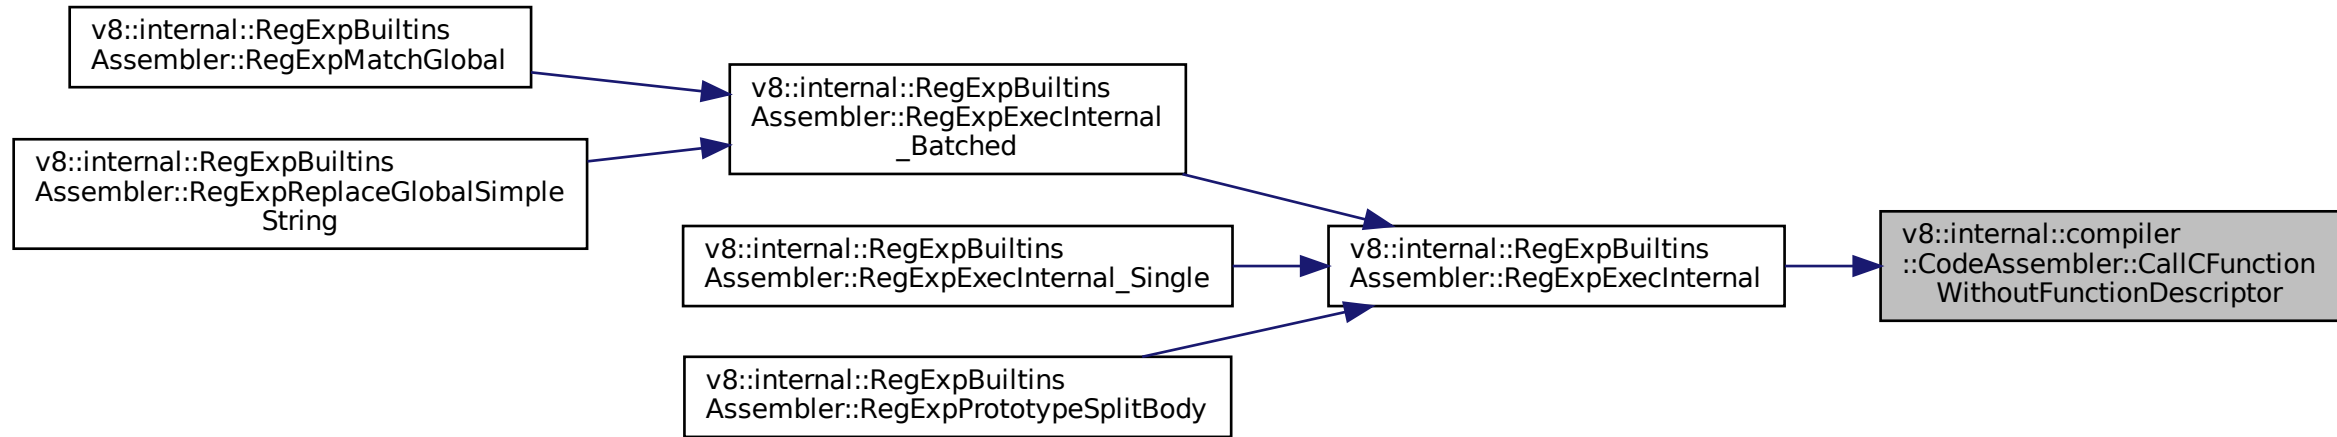 v8::internal::RegExpBuiltins
Assembler::RegExpMatchGlobal
v8::internal::RegExpBuiltins
Assembler::RegExpReplaceGlobalSimple
String
v8::internal::RegExpBuiltins
Assembler::RegExpExecInternal
_Batched
v8::internal::RegExpBuiltins
Assembler::RegExpExecInternal_Single
v8::internal::RegExpBuiltins
Assembler::RegExpPrototypeSplitBody
v8::internal::RegExpBuiltins
Assembler::RegExpExecInternal
v8::internal::compiler
::CodeAssembler::CallCFunction
WithoutFunctionDescriptor